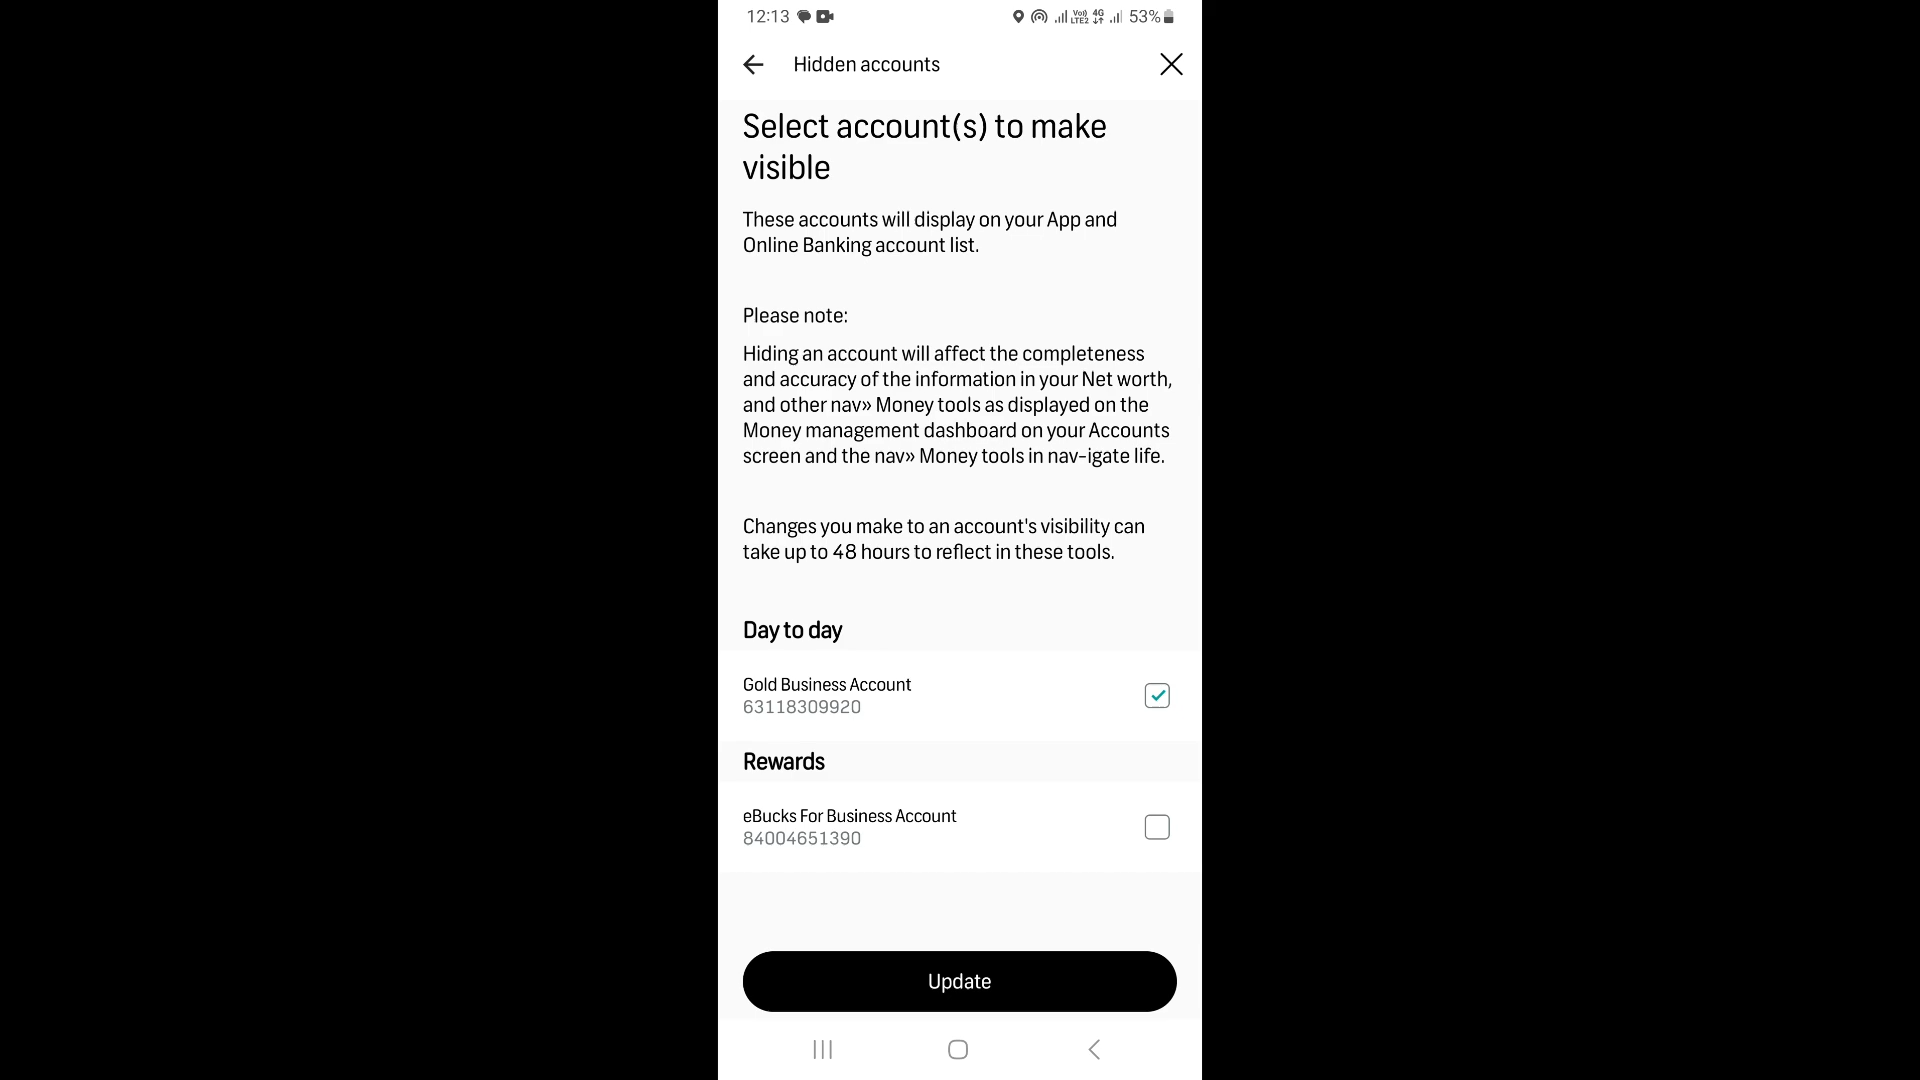 12:13 Vo) LTE2 4G 53%
Hidden accounts
Select account(s) to make
visible
These accounts will display on your App and
Online Banking account list.
Please note:
Hiding an account will affect the completeness
and accuracy of the information in your Net worth,
and other nav» Money tools as displayed on the
Money management dashboard on your Accounts
screen and the nav» Money tools in nav-igate life.
Changes you make to an account's visibility can
take up to 48 hours to reflect in these tools.
Day to day
Gold Business Account
63118309920
Rewards
eBucks For Business Account
84004651390
Update